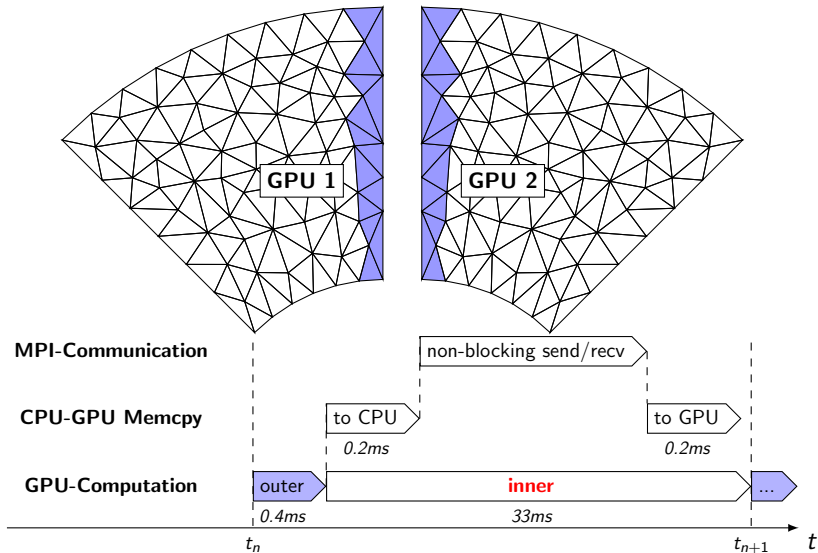 GPU 1
GPU 2
MPI-Communication
non-blocking send/recv
CPU-GPU Memcpy
to CPU
to GPU
0.2ms
0.2ms
GPU-Computation
outer
inner
...
0.4ms
33ms
t_n
t_{n+1}
t